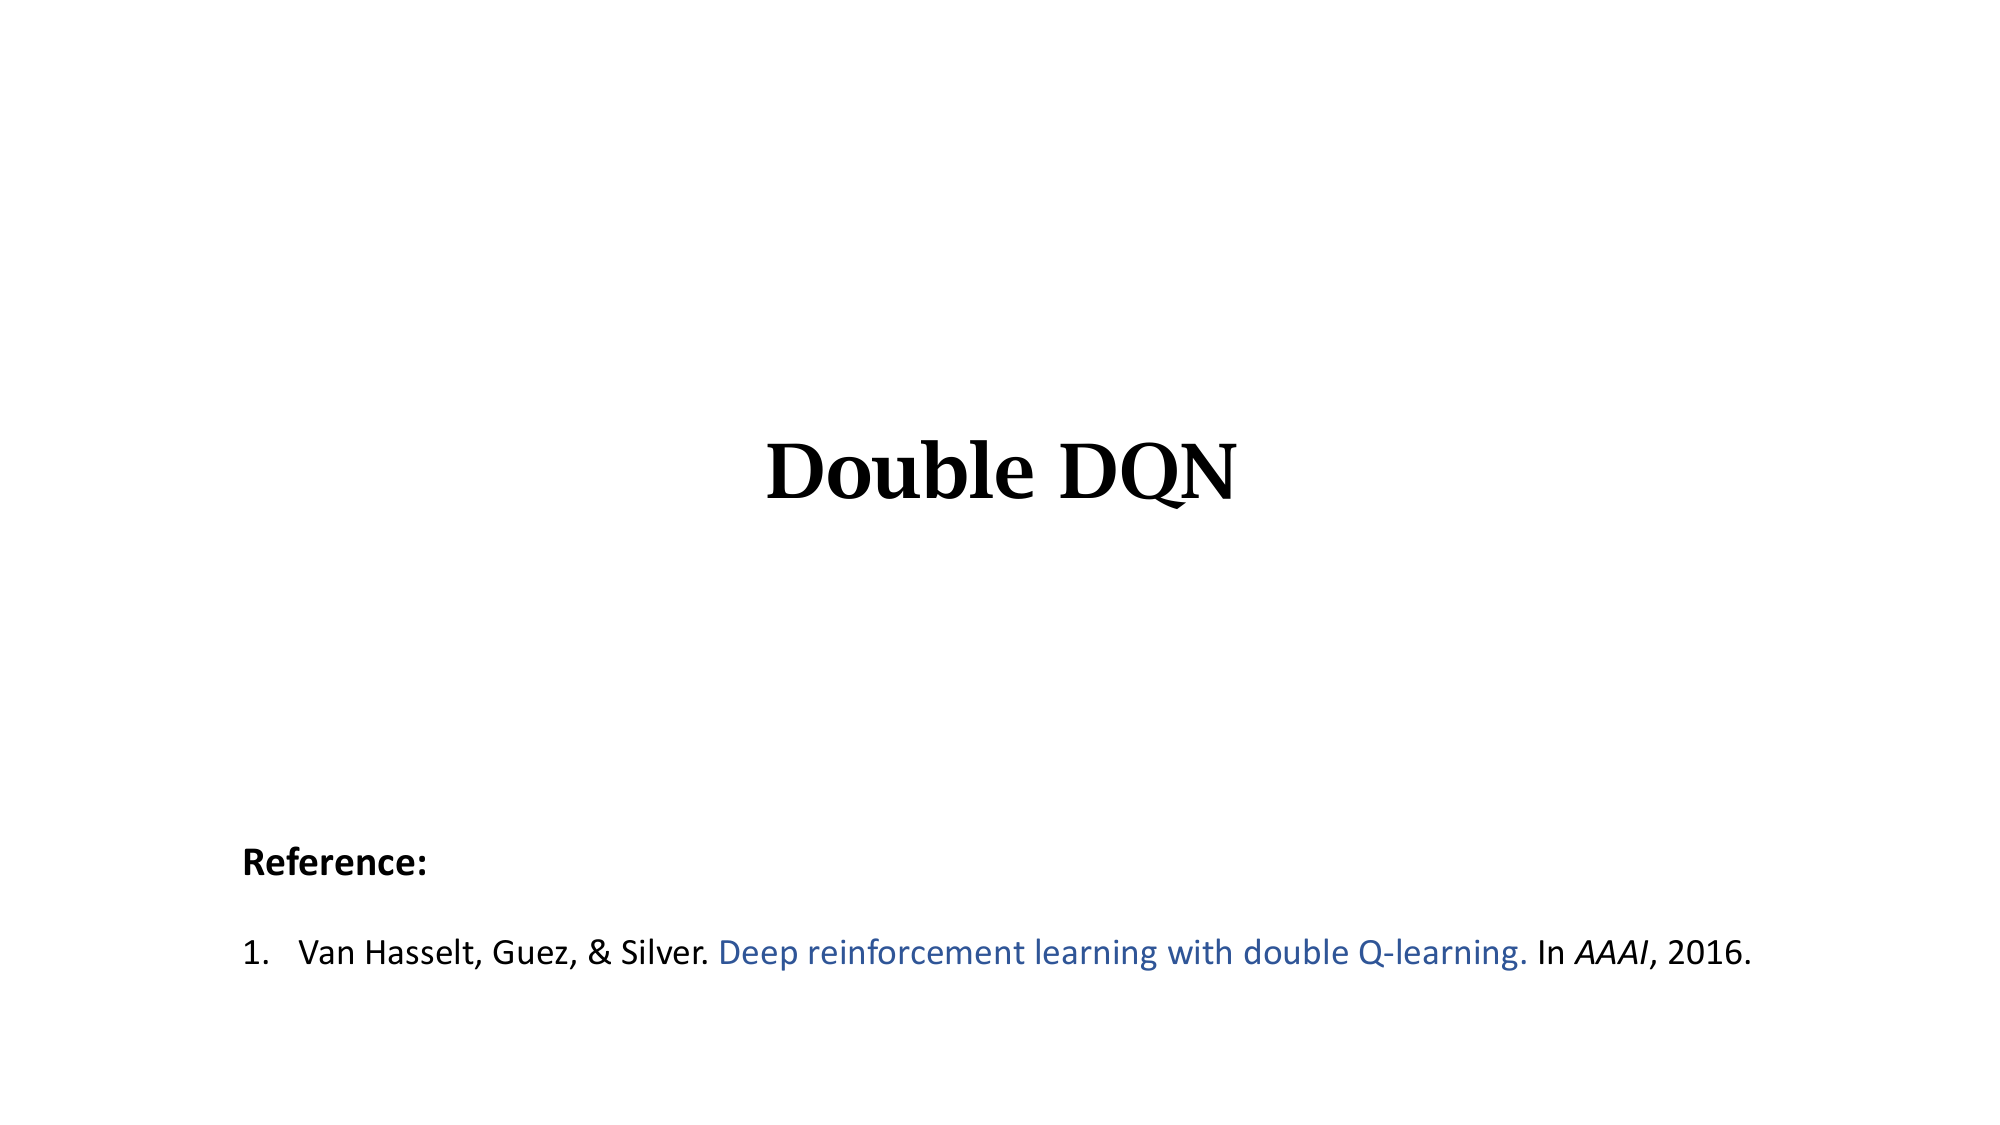 Double DQN
Reference:
1. Van Hasselt, Guez, & Silver. Deep reinforcement learning with double Q-learning. In AAAI, 2016.